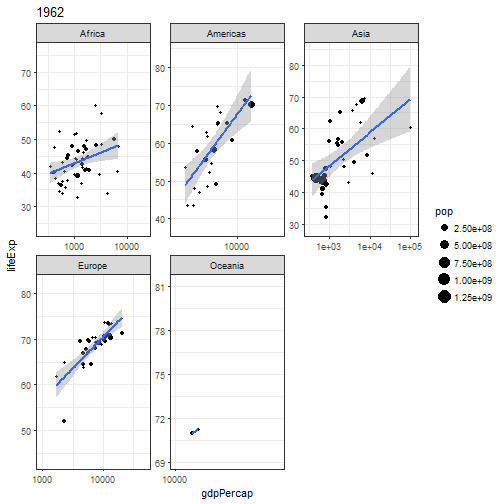 1962
Africa
Americas
Asia
70
60
50
40
30
1000
10000
80
70
60
50
40
10000
80
70
60
50
40
30
1e+03
1e+04
1e+05
lifeExp
Europe
Oceania
80
70
60
50
1000
10000
81
78
75
72
69
10000
gdpPercap
pop
2.50e+08
5.00e+08
7.50e+08
1.00e+09
1.25e+09